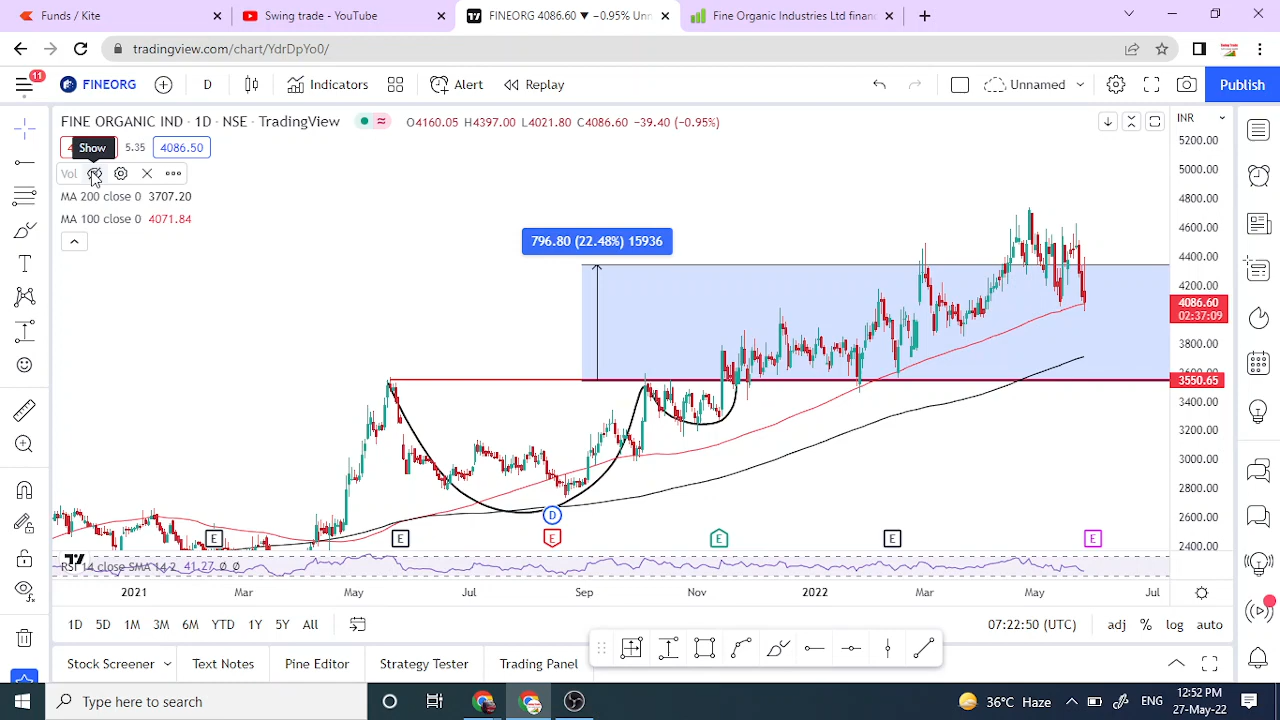 Funds / Kite
Swing trade - YouTube
FINEORG 4086.60 ▼ −0.95% Unn
Fine Organic Industries Ltd financ
tradingview.com/chart/YdrDpYo0/
11
FINEORG
D
Indicators
Alert
Replay
Unnamed
Publish
FINE ORGANIC IND · 1D · NSE · TradingView
O4160.05 H4397.00 L4021.80 C4086.60 −39.40 (−0.95%)
INR
Show
5.35
4086.50
Vol
MA 200 close 0 3707.20
MA 100 close 0 4071.84
796.80 (22.48%) 15936
5200.00
5000.00
4800.00
4600.00
4400.00
4200.00
4086.60
02:37:09
3800.00
3550.65
3400.00
3200.00
3000.00
2800.00
2600.00
2400.00
D
E
E
E
E
E
E
RSI 14 close SMA 14 2 41.27 ∅ ∅
2021
Mar
May
Jul
Sep
Nov
2022
Mar
May
Jul
1D
5D
1M
3M
6M
YTD
1Y
5Y
All
07:22:50 (UTC)
adj
%
log
auto
Stock Screener
Text Notes
Pine Editor
Strategy Tester
Trading Panel
Type here to search
36°C Haze
ENG
12:52 PM
27-May-22